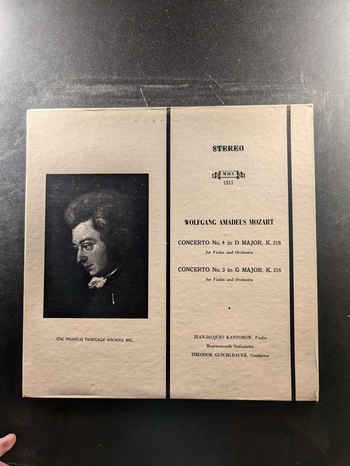 STEREO
MHS
1511
WOLFGANG AMADEUS MOZART
CONCERTO No. 4 in D MAJOR, K. 218
for Violin and Orchestra
CONCERTO No. 3 in G MAJOR, K. 216
for Violin and Orchestra
JEAN-JACQUES KANTOROW, Violin
Bournemouth Sinfonietta
THEODOR GUSCHLBAUER, Conductor
the musical heritage society inc.